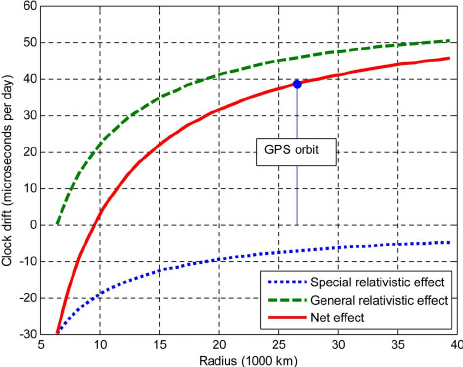 60
50
40
30
20
10
0
-10
-20
-30
Clock drift (microseconds per day)
GPS orbit
Special relativistic effect
General relativistic effect
Net effect
5 10 15 20 25 30 35 40
Radius (1000 km)